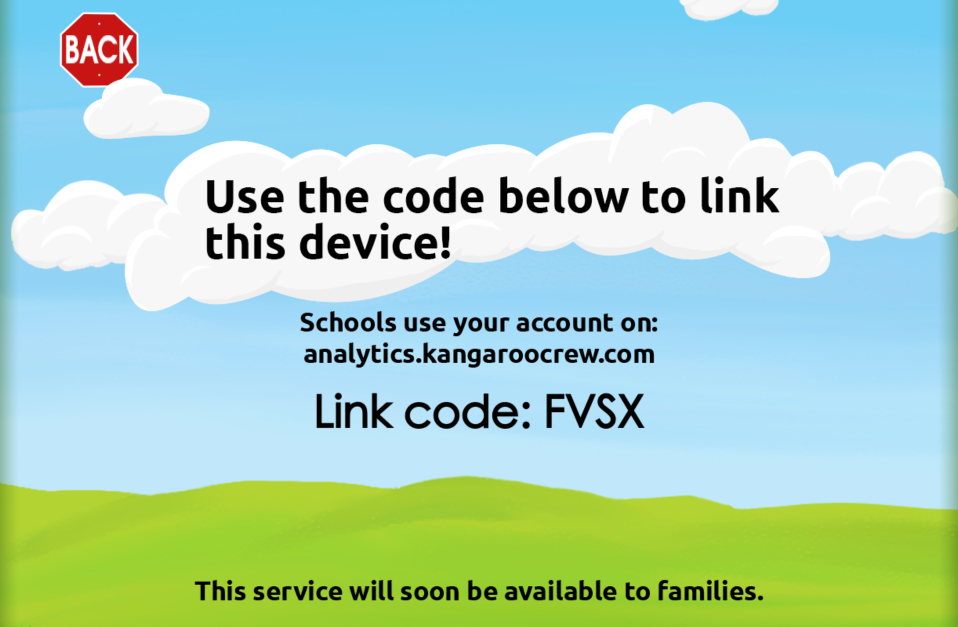 BACK
Use the code below to link
this device!
Schools use your account on:
analytics.kangaroocrew.com
Link code: FVSX
This service will soon be available to families.